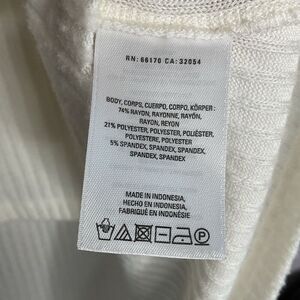 RN: 66170 CA: 32054
BODY, CORPS, CUERPO, CORPO, KÖRPER:
74% RAYON, RAYONNE, RAYÓN,
RAYON, REYON
21% POLYESTER, POLYESTER, POLIÉSTER,
POLYESTERE, POLYESTER
5% SPANDEX, SPANDEX, SPANDEX,
SPANDEX, SPANDEX
MADE IN INDONESIA,
HECHO EN INDONESIA,
FABRIQUÉ EN INDONÉSIE
P